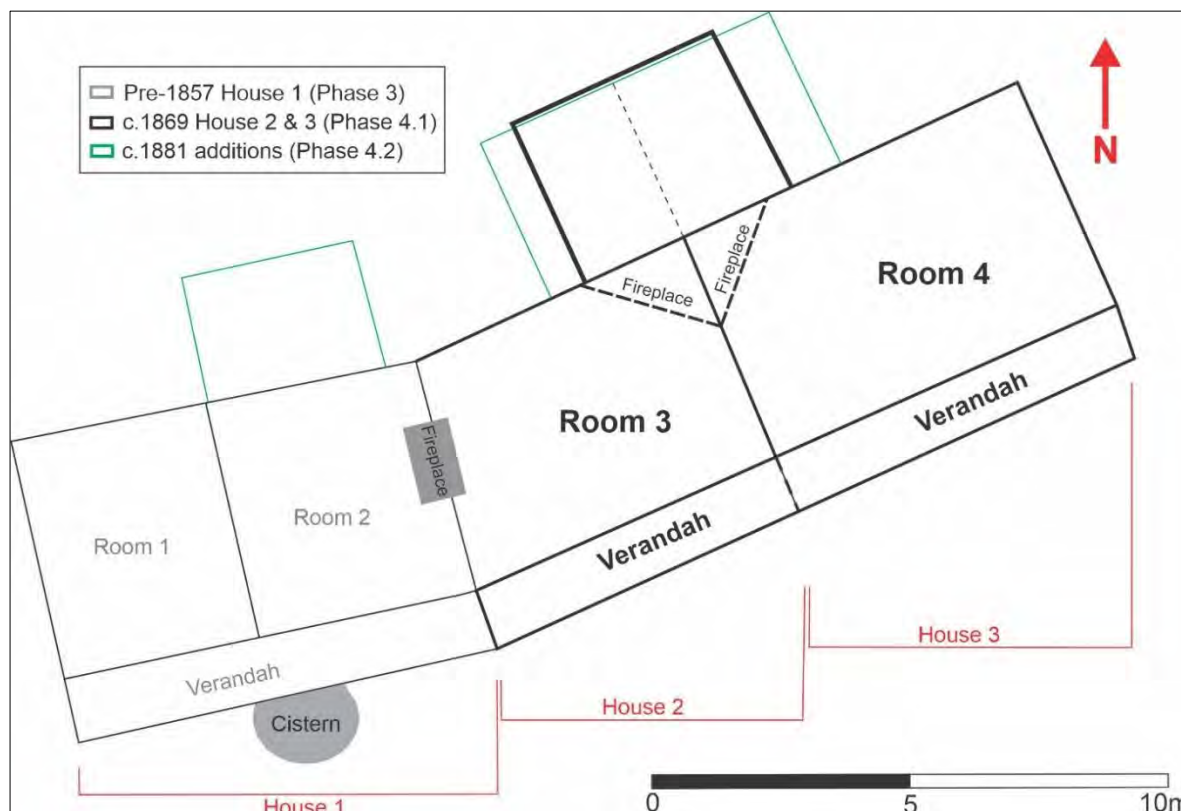 Pre-1857 House 1 (Phase 3)
c.1869 House 2 & 3 (Phase 4.1)
c.1881 additions (Phase 4.2)
N
Fireplace
Fireplace
Room 4
Room 3
Fireplace
Room 2
Room 1
Verandah
Verandah
Verandah
Cistern
House 3
House 2
House 1
0
5
10m